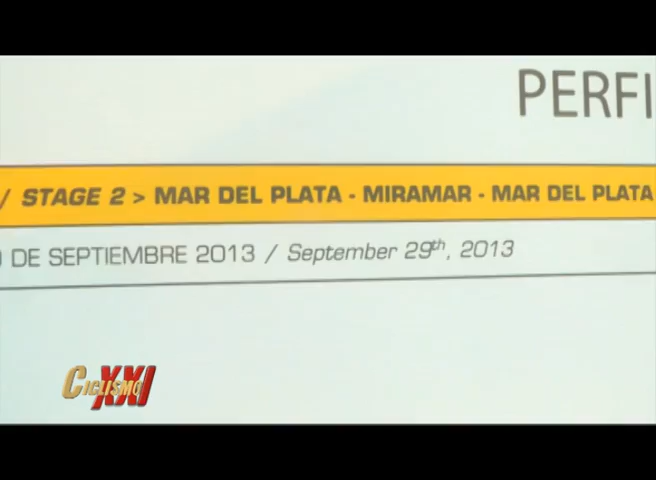 PERFI
/ STAGE 2 > MAR DEL PLATA - MIRAMAR - MAR DEL PLATA
DE SEPTIEMBRE 2013 / September 29th, 2013
CICLISMO XXI